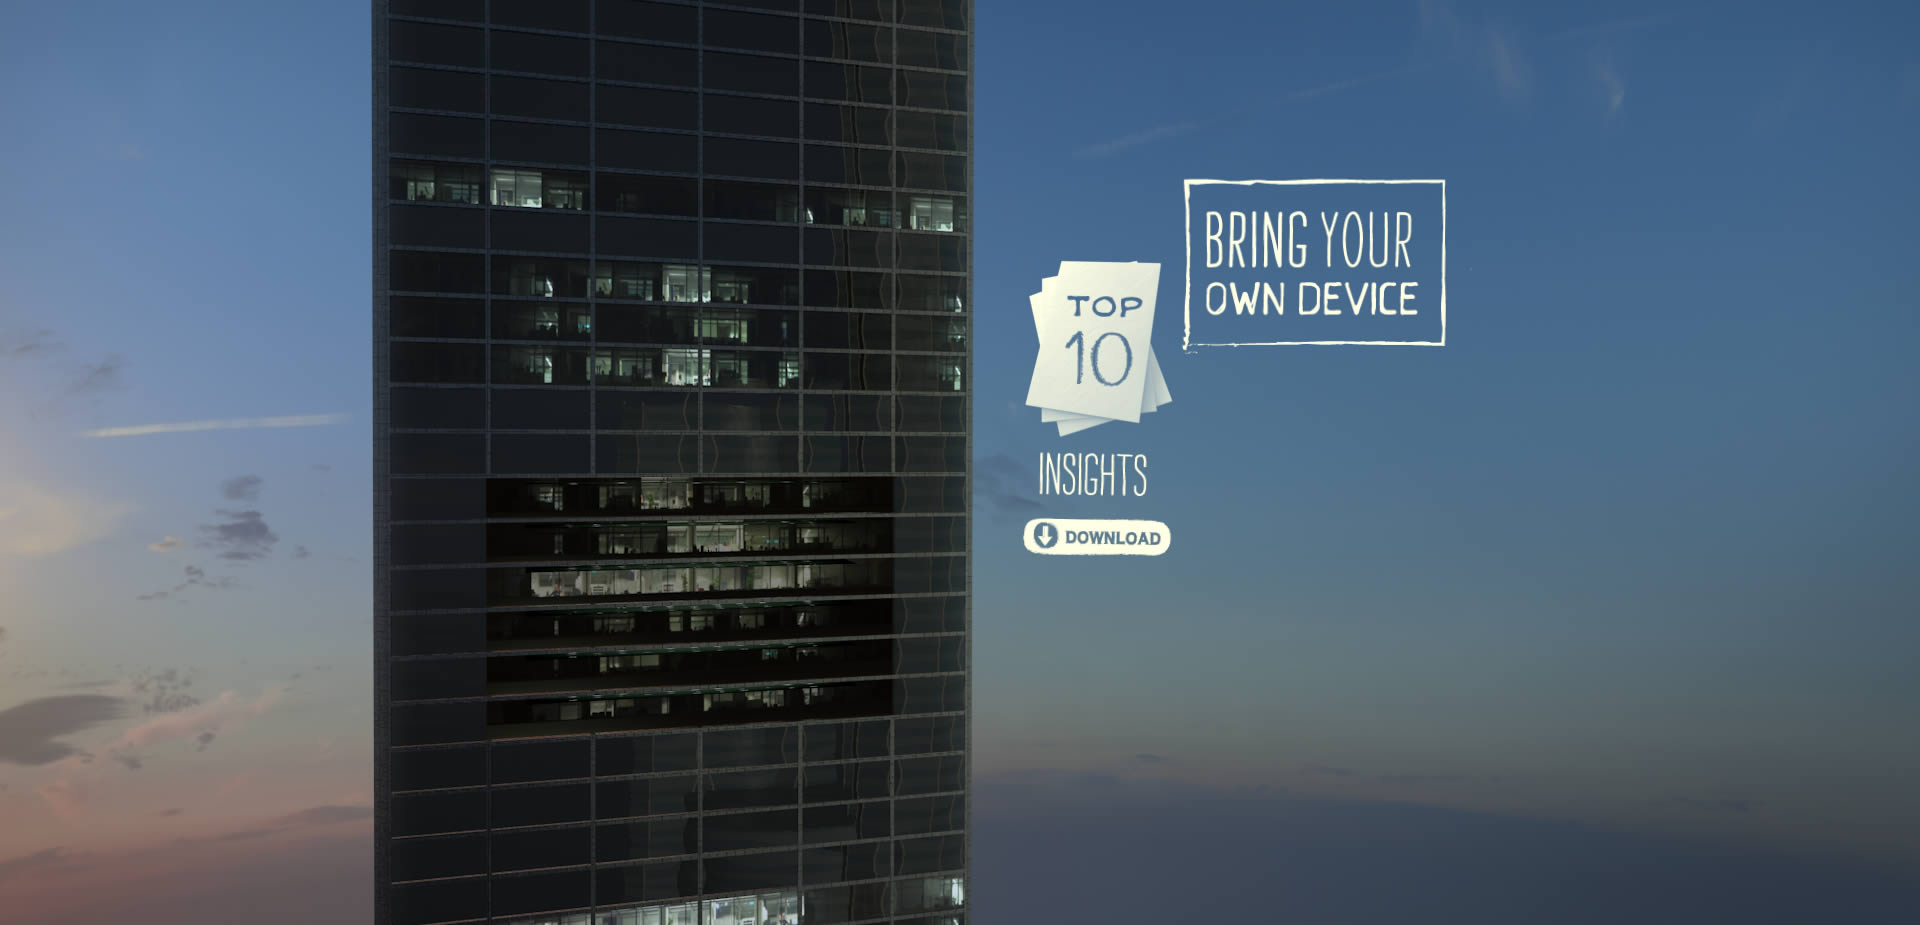 BRING YOUR
OWN DEVICE
TOP
10
INSIGHTS
DOWNLOAD